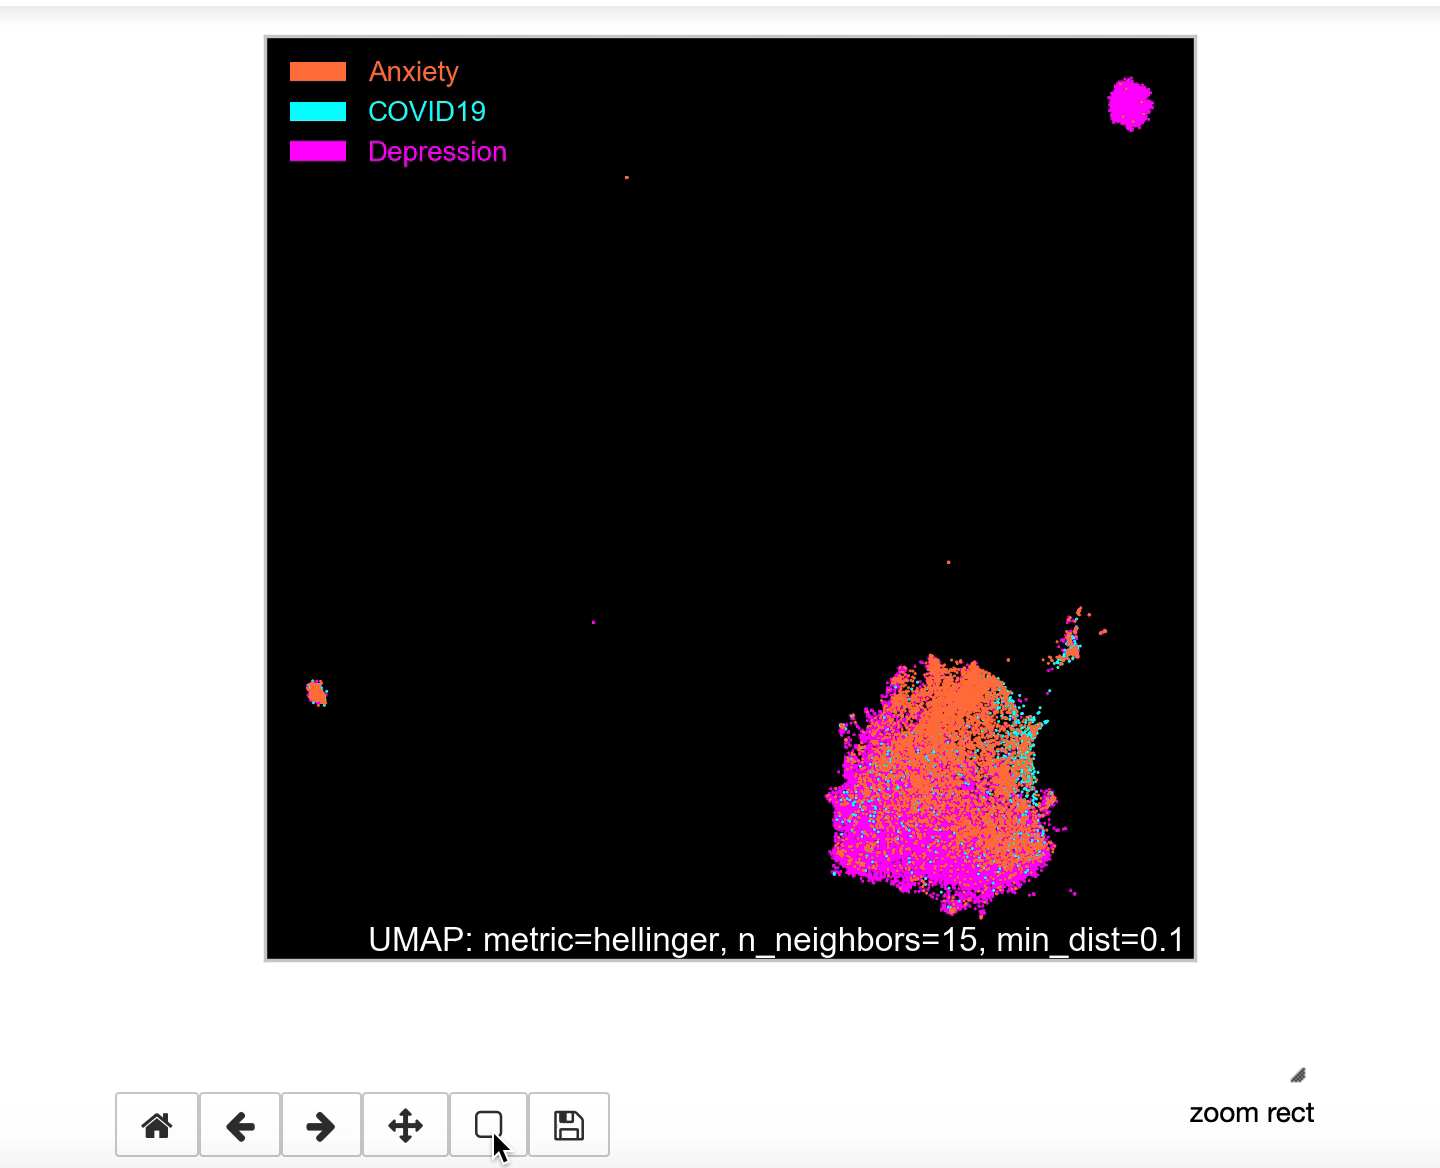 Anxiety
COVID19
Depression
UMAP: metric=hellinger, n_neighbors=15, min_dist=0.1
zoom rect